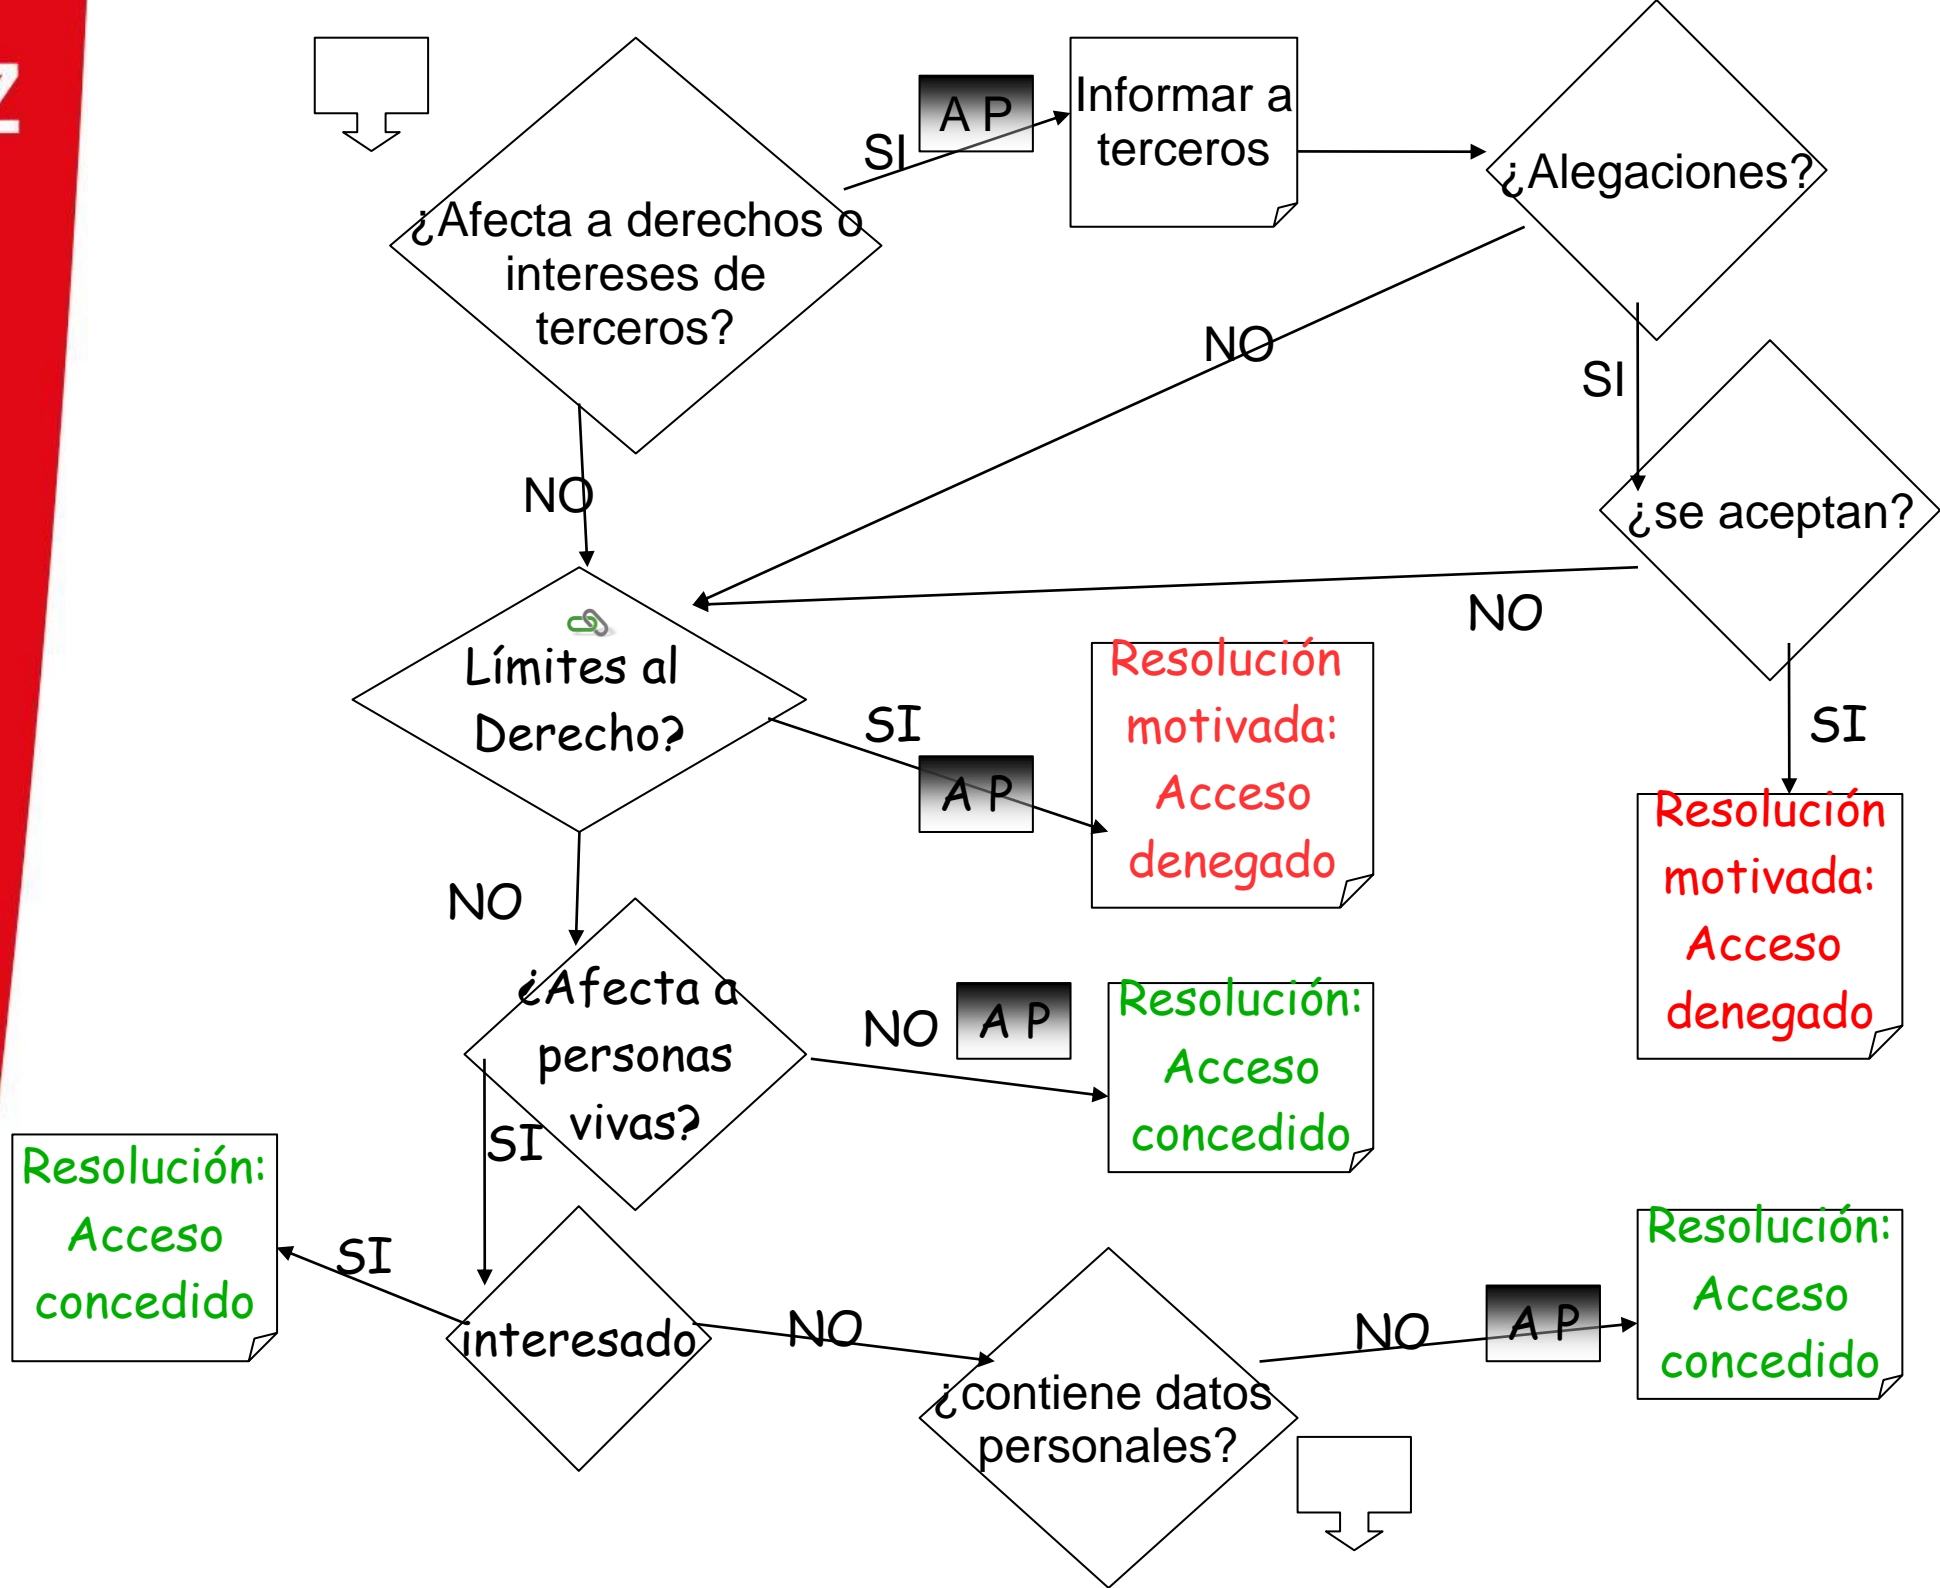 Z
A P
Informar a
terceros
SI
¿Alegaciones?
¿Afecta a derechos o
intereses de
terceros?
NO
SI
NO
¿se aceptan?
NO
Límites al
Derecho?
SI
A P
Resolución
motivada:
Acceso
denegado
SI
Resolución
motivada:
Acceso
denegado
NO
¿Afecta a
personas
vivas?
NO
A P
Resolución:
Acceso
concedido
SI
Resolución:
Acceso
concedido
SI
interesado
NO
¿contiene datos
personales?
NO
A P
Resolución:
Acceso
concedido